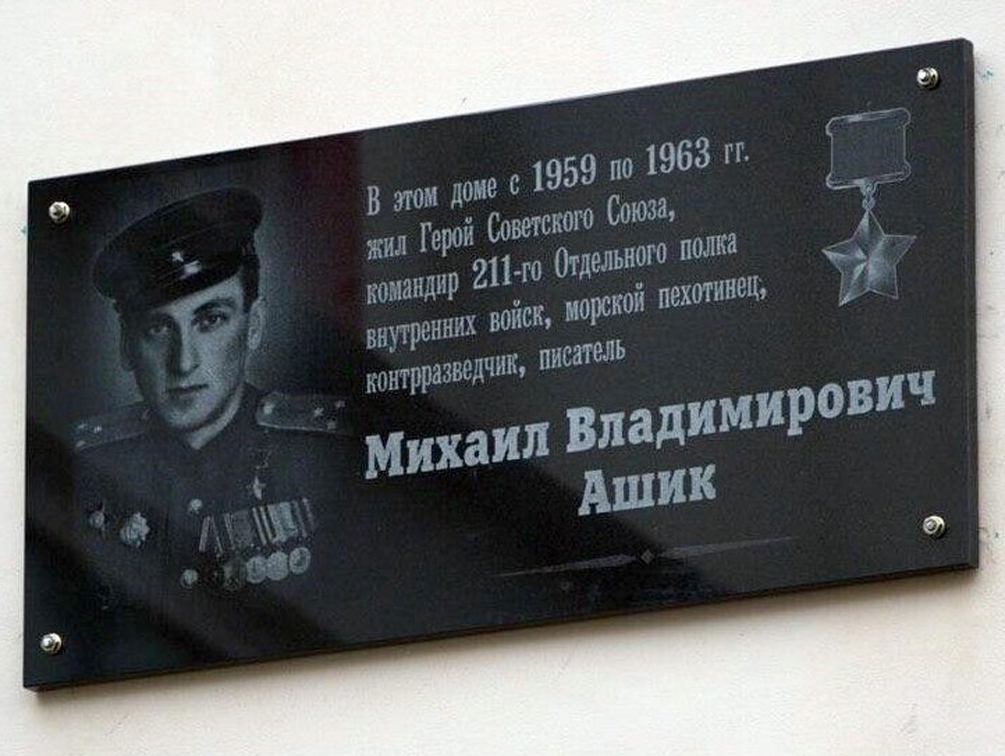 В этом доме с 1959 по 1963 гг.
жил Герой Советского Союза,
командир 211-го Отдельного полка
внутренних войск, морской пехотинец,
контрразведчик, писатель
Михаил Владимирович
Ашик